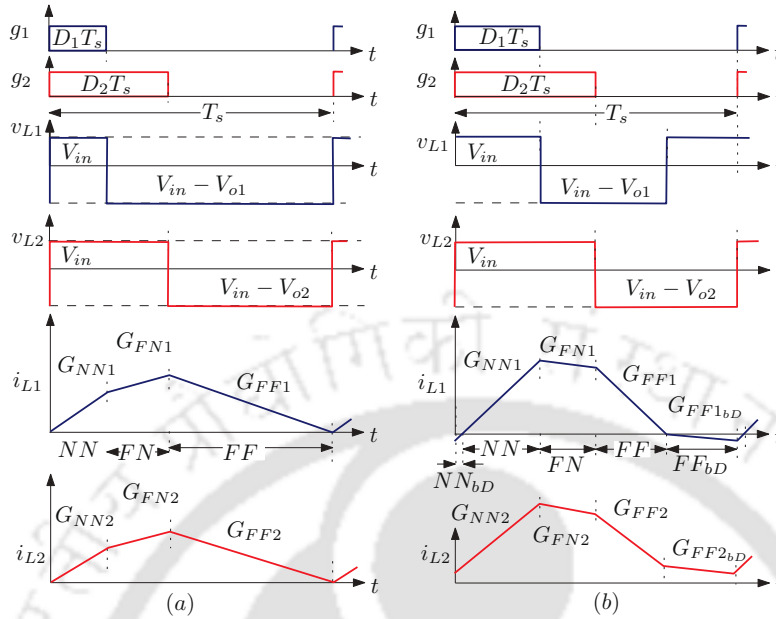 g1 D1Ts t
g2 D2Ts t
Ts
vL1 Vin Vin − Vo1 t
vL2 Vin Vin − Vo2 t
iL1 GNN1 GFN1 GFF1 t
NN FN FF
iL2 GNN2 GFN2 GFF2 t
(a)
g1 D1Ts t
g2 D2Ts
Ts
vL1 Vin Vin − Vo1
vL2 Vin Vin − Vo2
iL1 GNN1 GFN1 GFF1 GFF1bD
NN FN FF FFbD
NNbD
iL2 GNN2 GFN2 GFF2 GFF2bD
(b)